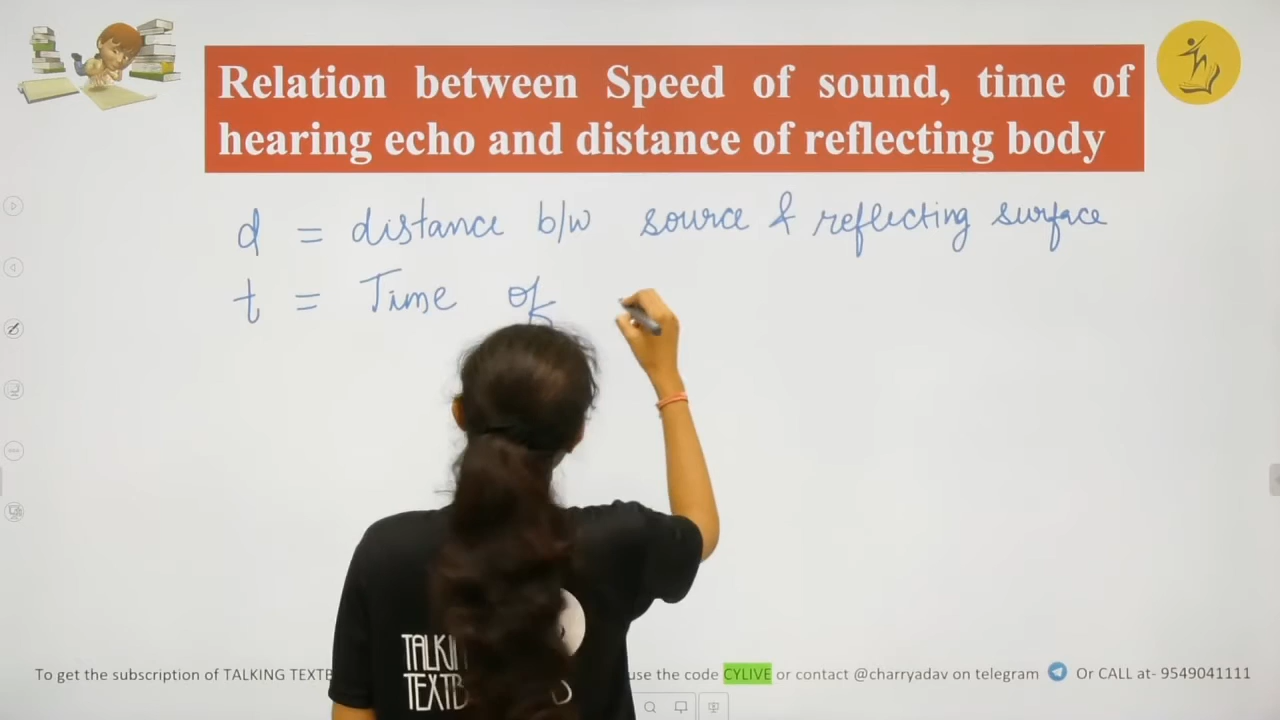 Relation between Speed of sound, time of
hearing echo and distance of reflecting body
d = distance b/w source & reflecting surface
t = Time of
TALKIN
TEXTB
To get the subscription of TALKING TEXTB
use the code CYLIVE or contact @charryadav on telegram Or CALL at- 9549041111